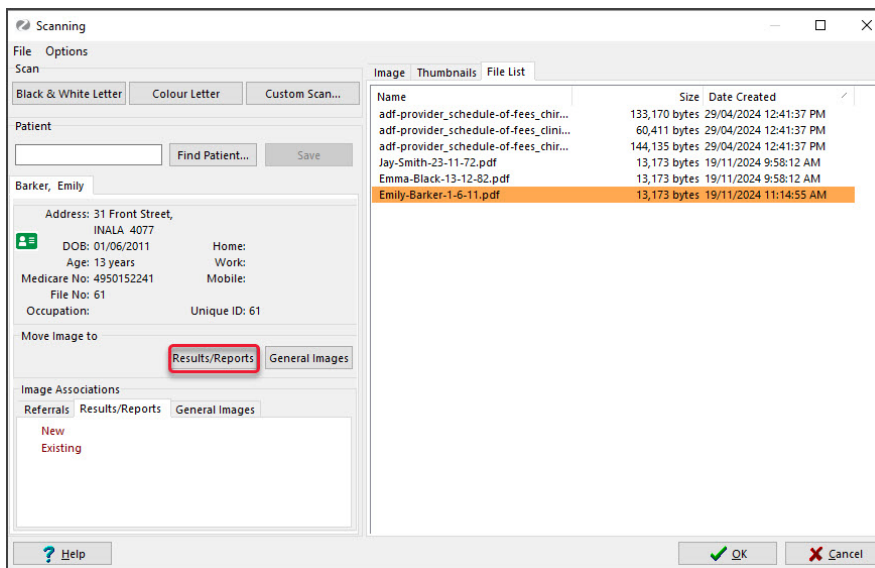 Scanning
File Options
Scan
Black & White Letter Colour Letter Custom Scan...
Patient
Find Patient... Save
Barker, Emily
Address: 31 Front Street,
INALA 4077
DOB: 01/06/2011 Home:
Age: 13 years Work:
Medicare No: 4950152241 Mobile:
File No: 61
Occupation: Unique ID: 61
Move Image to
Results/Reports General Images
Image Associations
Referrals Results/Reports General Images
New
Existing
Image Thumbnails File List
Name Size Date Created
adf-provider_schedule-of-fees_chir... 133,170 bytes 29/04/2024 12:41:37 PM
adf-provider_schedule-of-fees_clini... 60,411 bytes 29/04/2024 12:41:37 PM
adf-provider_schedule-of-fees_chir... 144,135 bytes 29/04/2024 12:41:37 PM
Jay-Smith-23-11-72.pdf 13,173 bytes 19/11/2024 9:58:12 AM
Emma-Black-13-12-82.pdf 13,173 bytes 19/11/2024 9:58:12 AM
Emily-Barker-1-6-11.pdf 13,173 bytes 19/11/2024 11:14:55 AM
? Help OK Cancel